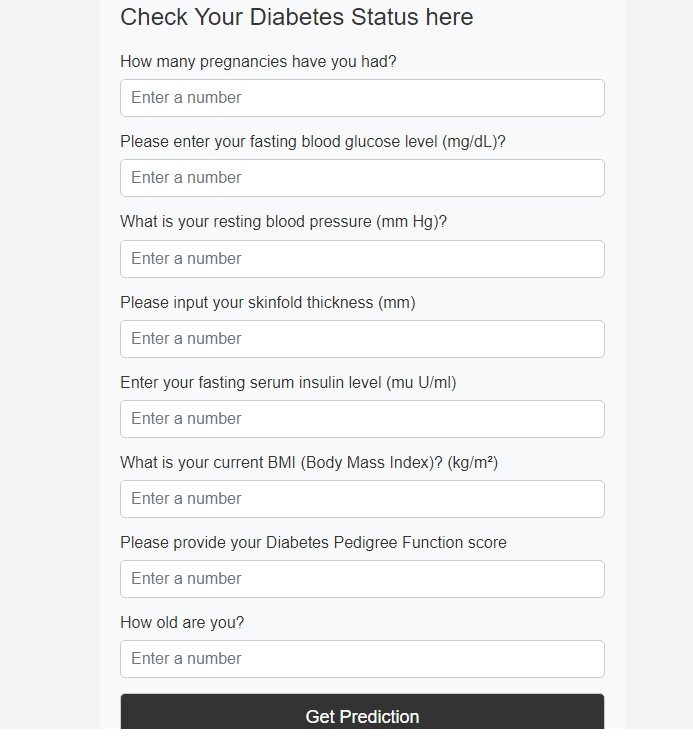 Check Your Diabetes Status here
How many pregnancies have you had?
Enter a number
Please enter your fasting blood glucose level (mg/dL)?
Enter a number
What is your resting blood pressure (mm Hg)?
Enter a number
Please input your skinfold thickness (mm)
Enter a number
Enter your fasting serum insulin level (mu U/ml)
Enter a number
What is your current BMI (Body Mass Index)? (kg/m²)
Enter a number
Please provide your Diabetes Pedigree Function score
Enter a number
How old are you?
Enter a number
Get Prediction